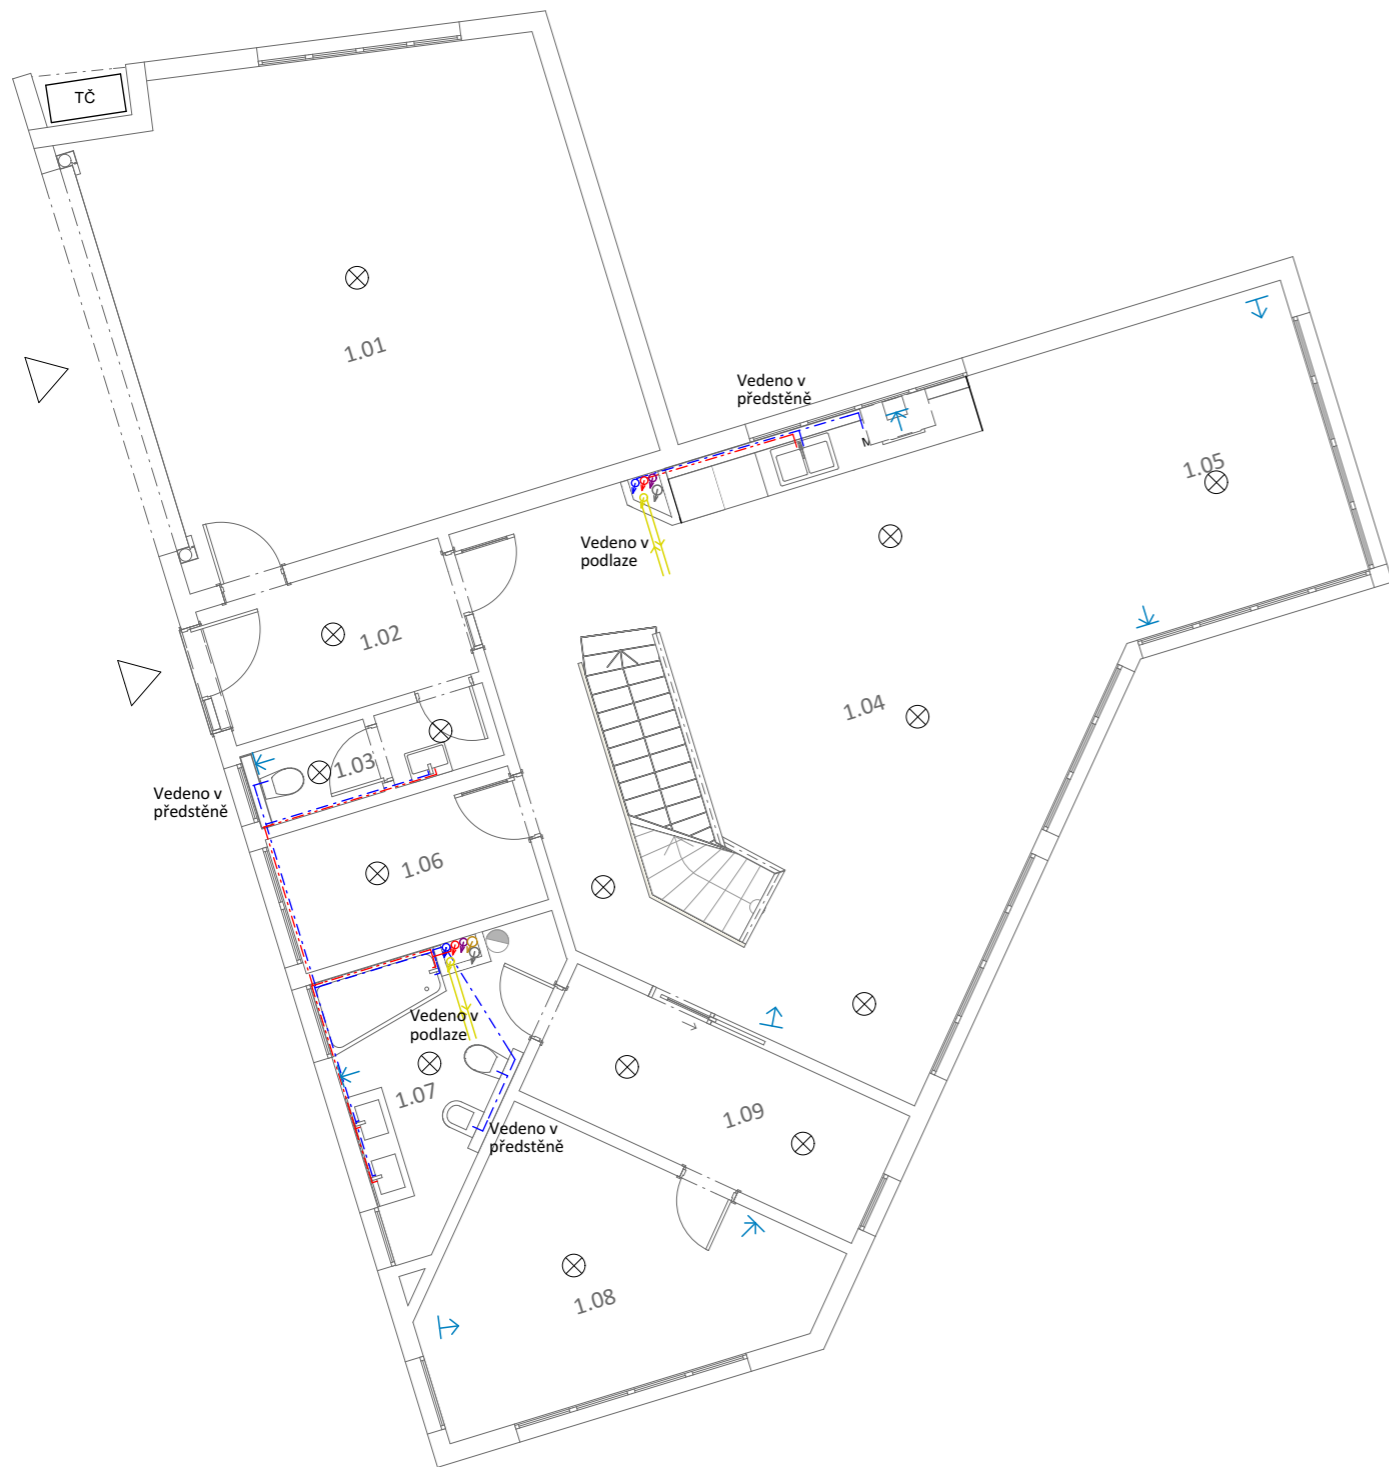 TČ
1.01
Vedeno v
předstěně
M
1.05
Vedeno v
podlaze
1.02
1.04
1.03
Vedeno v
předstěně
1.06
Vedeno v
podlaze
1.07
1.09
Vedeno v
předstěně
1.08